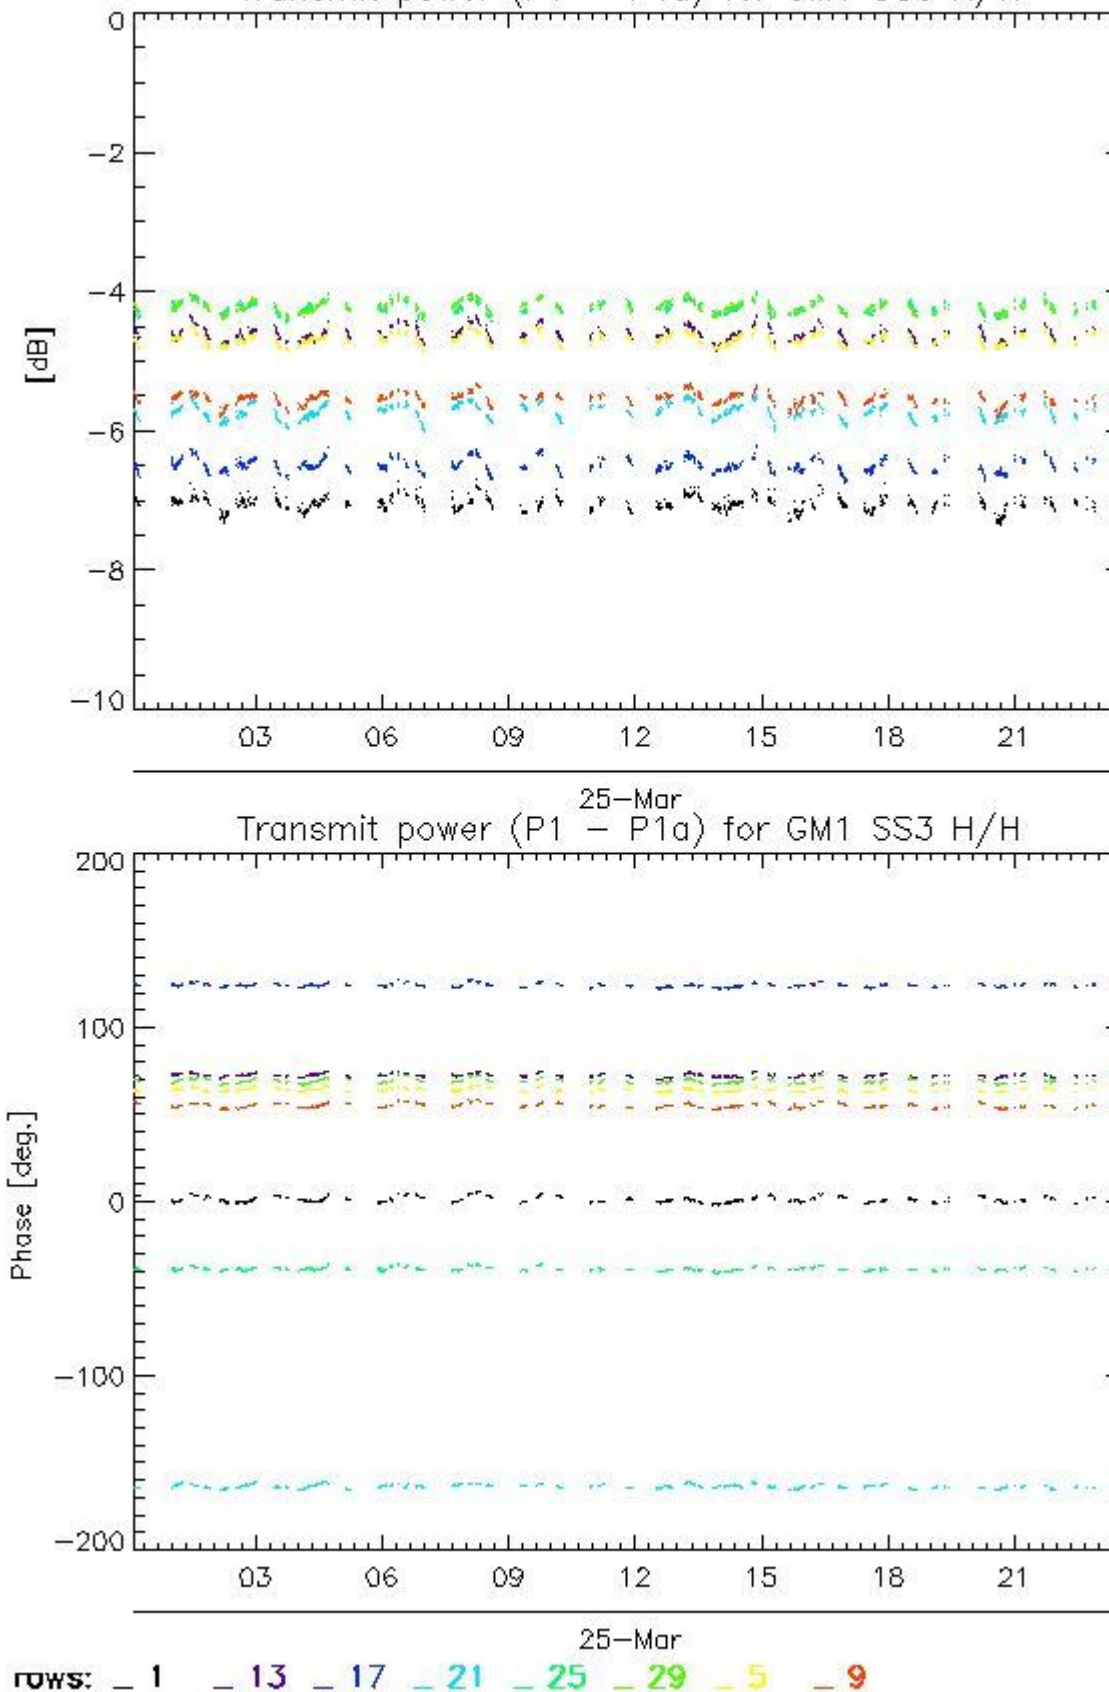 0
-2
-4
[dB]
-6
-8
-10
03 06 09 12 15 18 21
25-Mar
Transmit power (P1 - P1a) for GM1 SS3 H/H
200
100
Phase [deg.]
0
-100
-200
03 06 09 12 15 18 21
25-Mar
rows: _ 1 _ 13 _ 17 _ 21 _ 25 _ 29 _ 5 _ 9